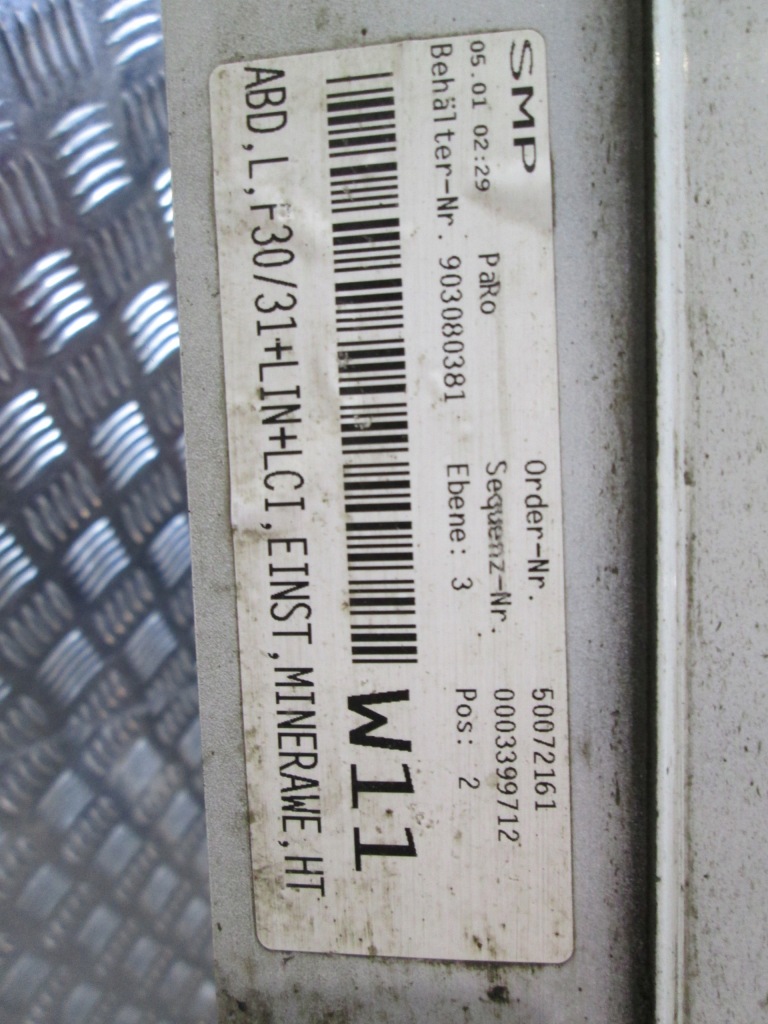 SMP Order-Nr. 50072161
05.01 02:29 PaRo Sequenz-Nr. 0003399712
Behälter-Nr. 903080381 Ebene: 3 Pos: 2
W11
ABD,L,F30/31+LIN+LCI,EINST,MINERAWE,HT